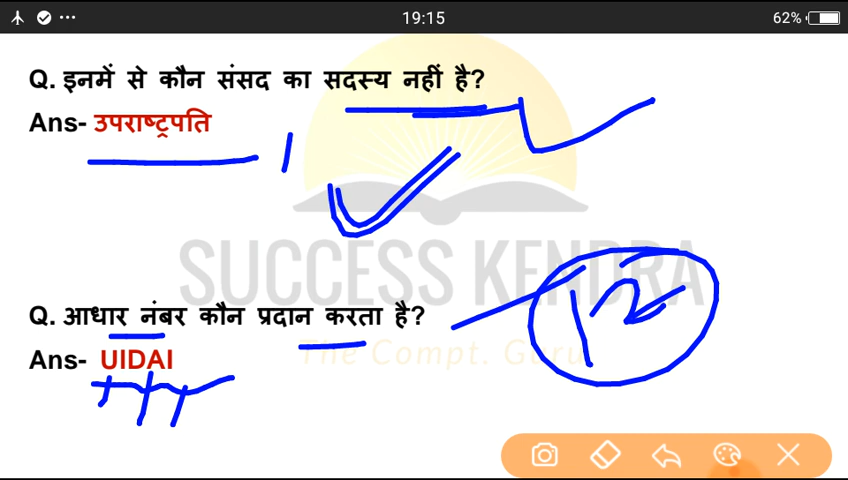 19:15
62%
Q. इनमें से कौन संसद का सदस्य नहीं है?
Ans- उपराष्ट्रपति
SUCCESS KENDRA
Q. आधार नंबर कौन प्रदान करता है?
The Compt. Guru
Ans- UIDAI
12